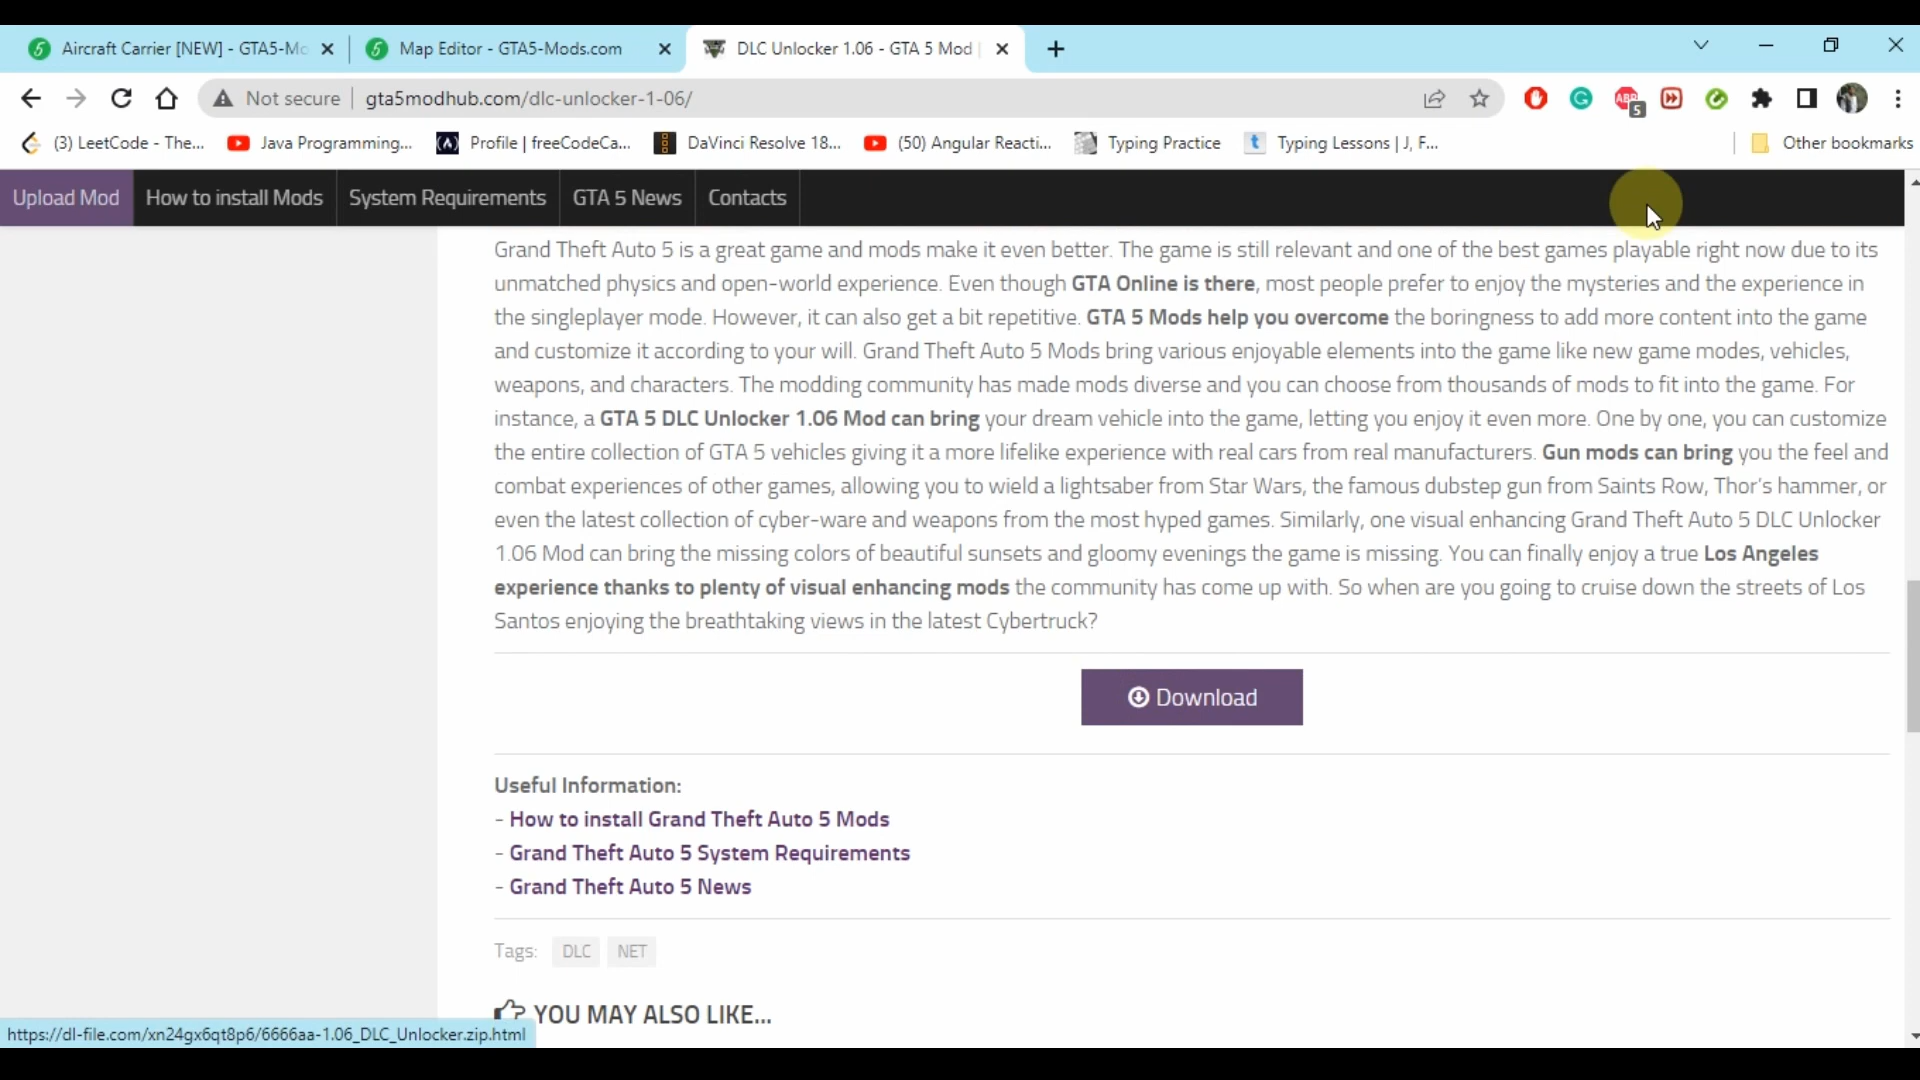 Aircraft Carrier [NEW] - GTA5-Mo
Map Editor - GTA5-Mods.com
DLC Unlocker 1.06 - GTA 5 Mod
Not secure
gta5modhub.com/dlc-unlocker-1-06/
ABP
5
(3) LeetCode - The...
Java Programming...
Profile | freeCodeCa...
DaVinci Resolve 18...
(50) Angular Reacti...
Typing Practice
Typing Lessons | J, F...
Other bookmarks
Upload Mod
How to install Mods
System Requirements
GTA 5 News
Contacts
Grand Theft Auto 5 is a great game and mods make it even better. The game is still relevant and one of the best games playable right now due to its
unmatched physics and open-world experience. Even though GTA Online is there, most people prefer to enjoy the mysteries and the experience in
the singleplayer mode. However, it can also get a bit repetitive. GTA 5 Mods help you overcome the boringness to add more content into the game
and customize it according to your will. Grand Theft Auto 5 Mods bring various enjoyable elements into the game like new game modes, vehicles,
weapons, and characters. The modding community has made mods diverse and you can choose from thousands of mods to fit into the game. For
instance, a GTA 5 DLC Unlocker 1.06 Mod can bring your dream vehicle into the game, letting you enjoy it even more. One by one, you can customize
the entire collection of GTA 5 vehicles giving it a more lifelike experience with real cars from real manufacturers. Gun mods can bring you the feel and
combat experiences of other games, allowing you to wield a lightsaber from Star Wars, the famous dubstep gun from Saints Row, Thor's hammer, or
even the latest collection of cyber-ware and weapons from the most hyped games. Similarly, one visual enhancing Grand Theft Auto 5 DLC Unlocker
1.06 Mod can bring the missing colors of beautiful sunsets and gloomy evenings the game is missing. You can finally enjoy a true Los Angeles
experience thanks to plenty of visual enhancing mods the community has come up with. So when are you going to cruise down the streets of Los
Santos enjoying the breathtaking views in the latest Cybertruck?
Download
Useful Information:
- How to install Grand Theft Auto 5 Mods
- Grand Theft Auto 5 System Requirements
- Grand Theft Auto 5 News
Tags: DLC NET
YOU MAY ALSO LIKE...
https://dl-file.com/xn24gx6qt8p6/6666aa-1.06_DLC_Unlocker.zip.html